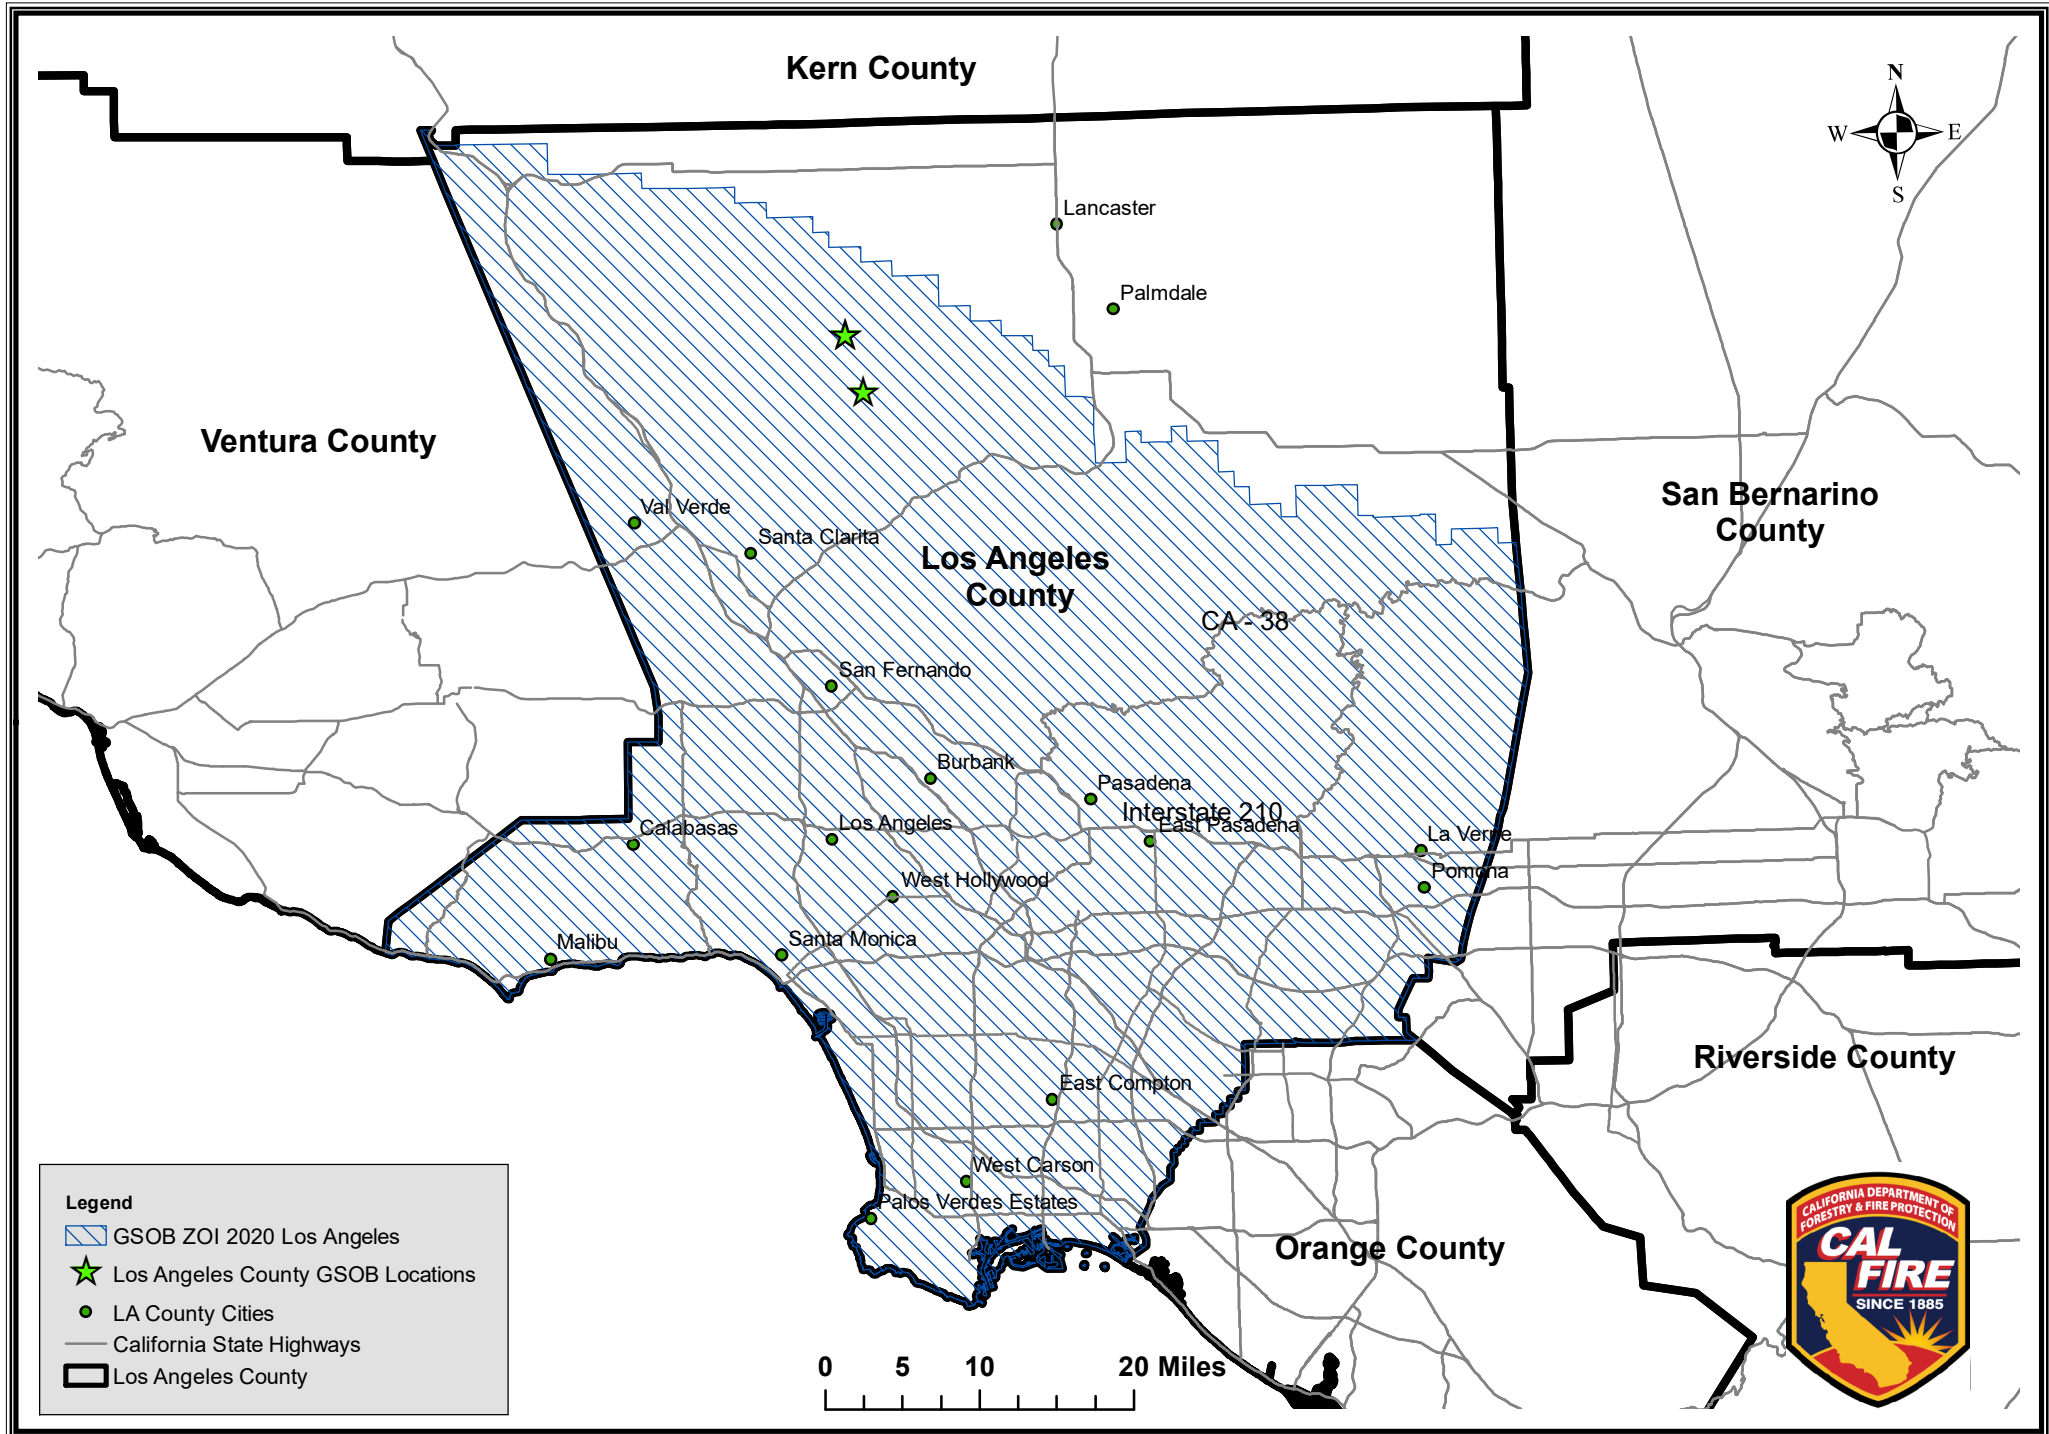 Kern County
N
W
E
S
Lancaster
Palmdale
Ventura County
San Bernarino
County
Val Verde
Santa Clarita
Los Angeles
County
CA - 38
San Fernando
Burbank
Pasadena
Interstate 210
East Pasadena
Los Angeles
Calabasas
La Verne
Pomona
West Hollywood
Santa Monica
Malibu
Riverside County
East Compton
West Carson
Palos Verdes Estates
Orange County
Legend
GSOB ZOI 2020 Los Angeles
Los Angeles County GSOB Locations
LA County Cities
California State Highways
Los Angeles County
0 5 10 20 Miles
CALIFORNIA DEPARTMENT OF
FORESTRY & FIRE PROTECTION
CAL
FIRE
SINCE 1885